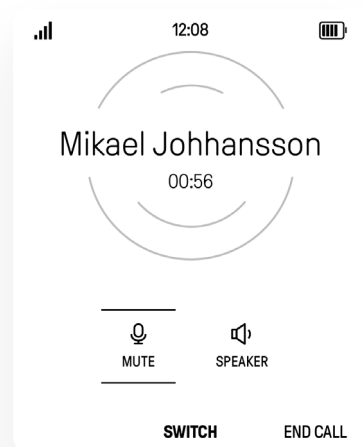 12:08
Mikael Johhansson
00:56
MUTE SPEAKER
SWITCH END CALL